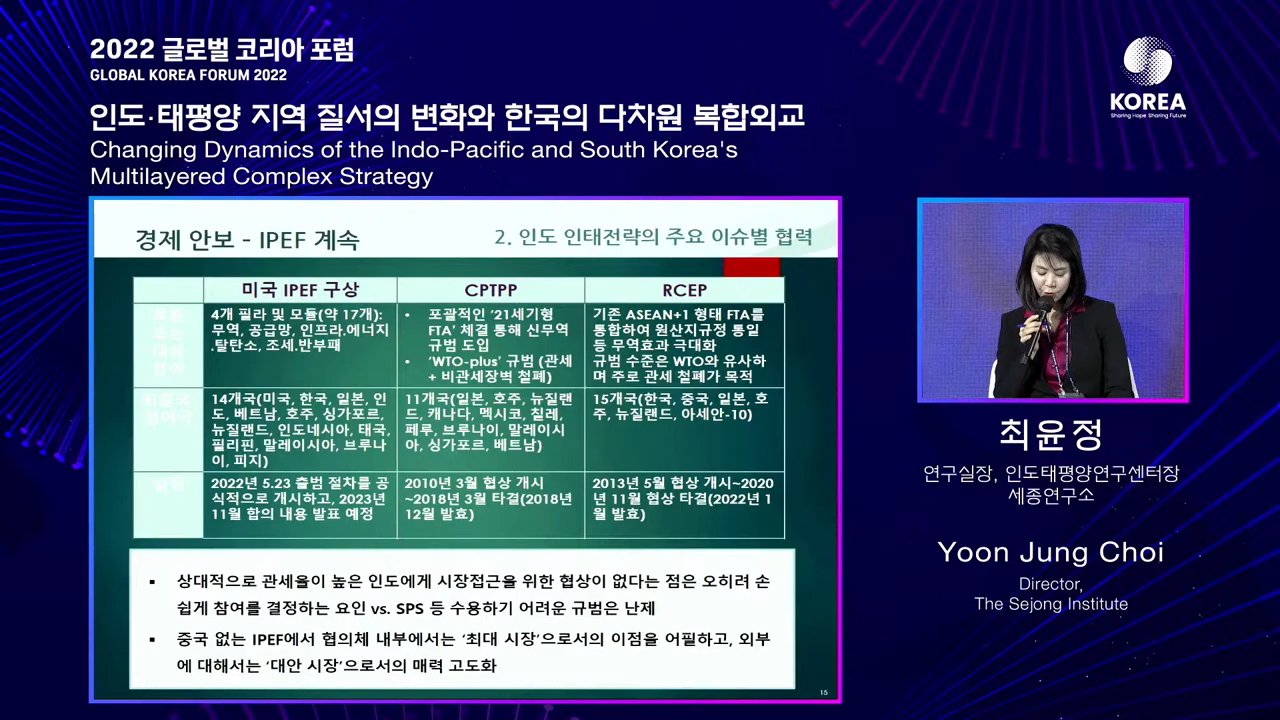 2022 글로벌 코리아 포럼
GLOBAL KOREA FORUM 2022
인도·태평양 지역 질서의 변화와 한국의 다차원 복합외교
Changing Dynamics of the Indo-Pacific and South Korea's
Multilayered Complex Strategy
KOREA
Sharing Hope Sharing Future
경제 안보 - IPEF 계속
2. 인도 인태전략의 주요 이슈별 협력
미국 IPEF 구상
CPTPP
RCEP
4개 필라 및 모듈(약 17개):
무역, 공급망, 인프라.에너지
.탈탄소, 조세.반부패
• 포괄적인 '21세기형
FTA' 체결 통해 신무역
규범 도입
• 'WTO-plus' 규범 (관세
+ 비관세장벽 철폐)
기존 ASEAN+1 형태 FTA를
통합하여 원산지규정 통일
등 무역효과 극대화
규범 수준은 WTO와 유사하
며 주로 관세 철폐가 목적
14개국(미국, 한국, 일본, 인
도, 베트남, 호주, 싱가포르,
뉴질랜드, 인도네시아, 태국,
필리핀, 말레이시아, 브루나
이, 피지)
11개국(일본, 호주, 뉴질랜
드, 캐나다, 멕시코, 칠레,
페루, 브루나이, 말레이시
아, 싱가포르, 베트남)
15개국(한국, 중국, 일본, 호
주, 뉴질랜드, 아세안-10)
2022년 5.23 출범 절차를 공
식적으로 개시하고, 2023년
11월 합의 내용 발표 예정
2010년 3월 협상 개시
~2018년 3월 타결(2018년
12월 발효)
2013년 5월 협상 개시~2020
년 11월 협상 타결(2022년 1
월 발효)
▪ 상대적으로 관세율이 높은 인도에게 시장접근을 위한 협상이 없다는 점은 오히려 손
쉽게 참여를 결정하는 요인 vs. SPS 등 수용하기 어려운 규범은 난제
▪ 중국 없는 IPEF에서 협의체 내부에서는 '최대 시장'으로서의 이점을 어필하고, 외부
에 대해서는 '대안 시장'으로서의 매력 고도화
15
최윤정
연구실장, 인도태평양연구센터장
세종연구소
Yoon Jung Choi
Director,
The Sejong Institute